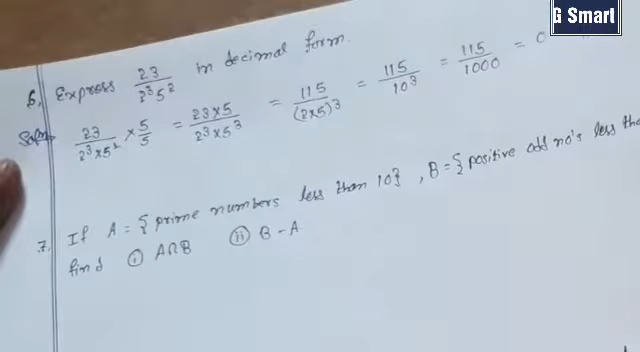 G Smart
6. Express 23/2³5² in decimal form.
Soln 23/2³×5² × 5/5 = 23×5/2³×5³ = 115/(2×5)³ = 115/10³ = 115/1000 = 0
7. If A = { prime numbers less than 10} , B = { positive odd no's less tha
find (i) A∩B (ii) B-A